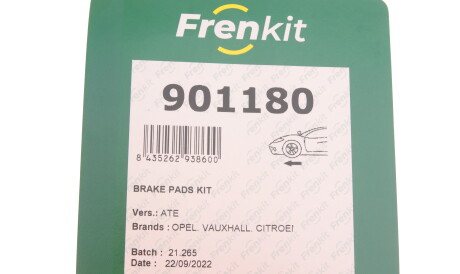 Frenkit
901180
8 435262 938600
BRAKE PADS KIT
Vers.: ATE
Brands : OPEL. VAUXHALL. CITROEN
Batch : 21.265
Date : 22/09/2022